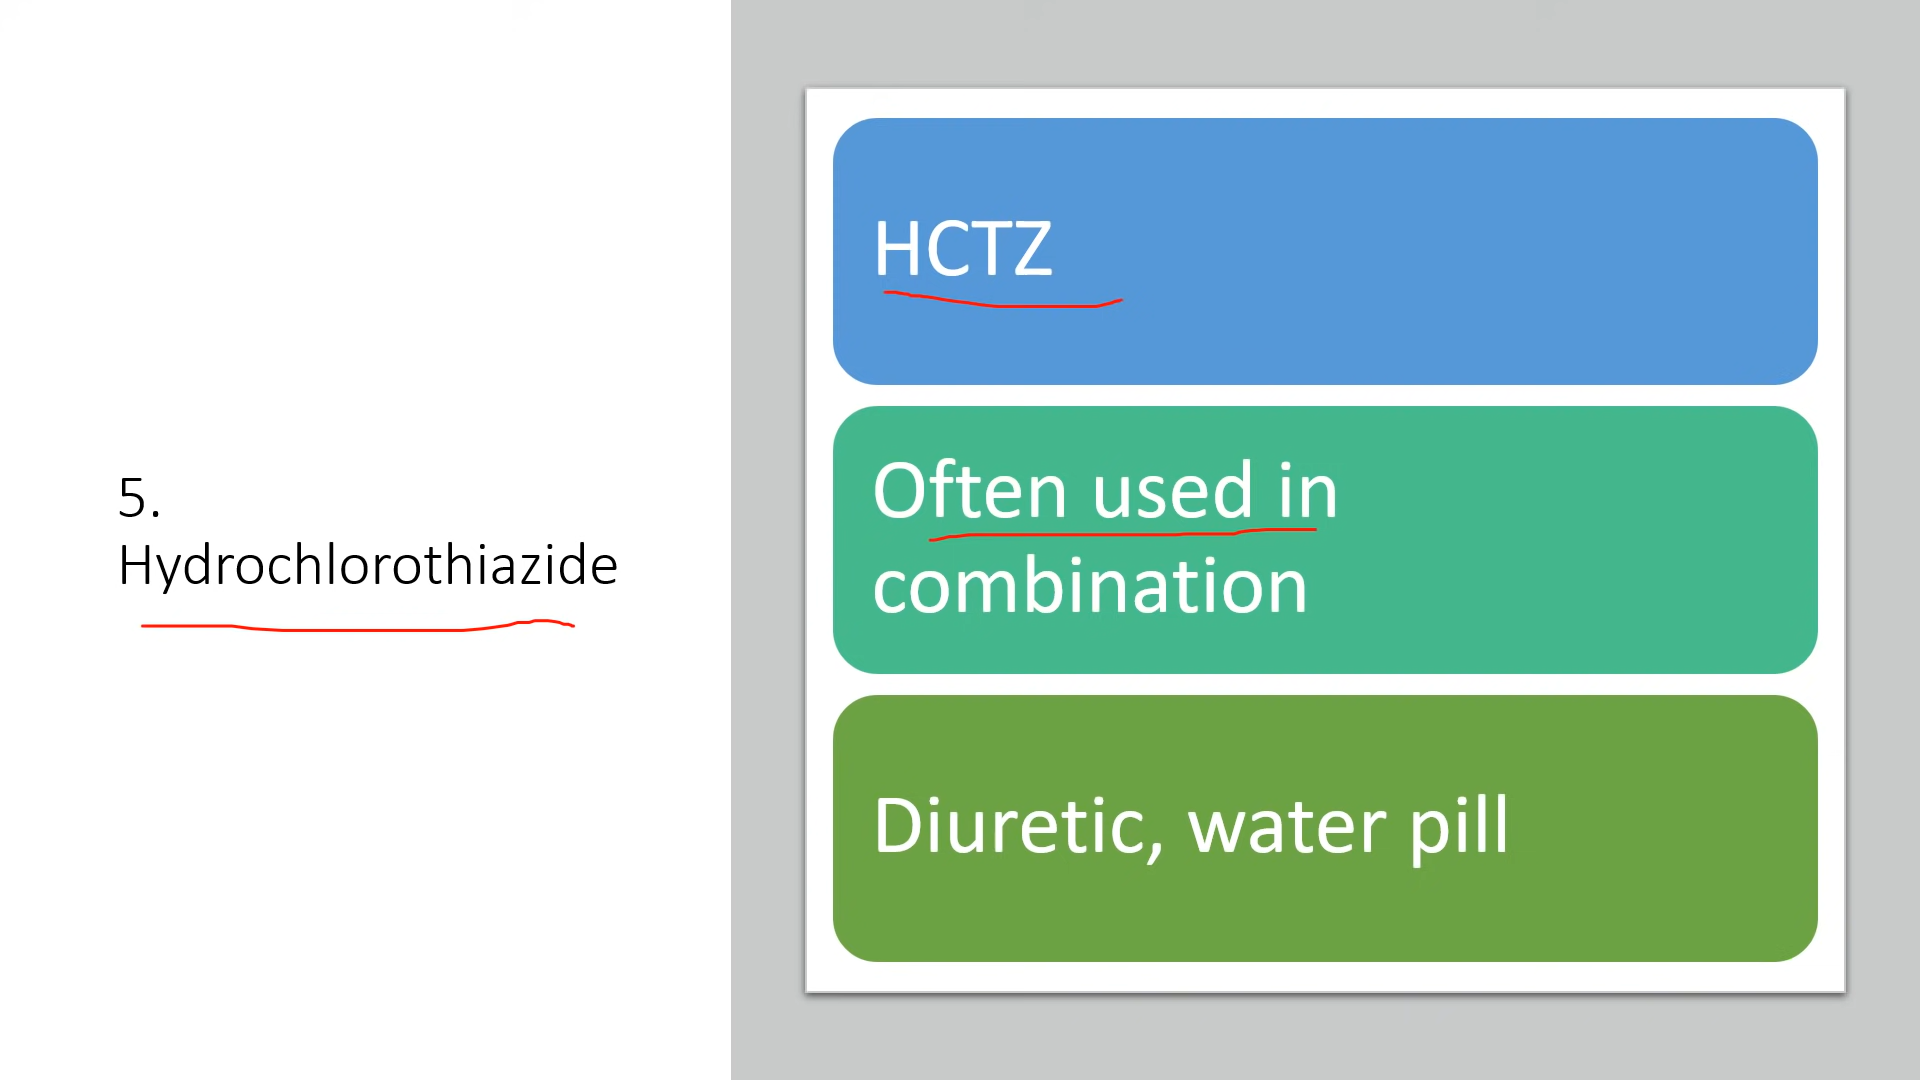 5.
Hydrochlorothiazide
HCTZ
Often used in
combination
Diuretic, water pill